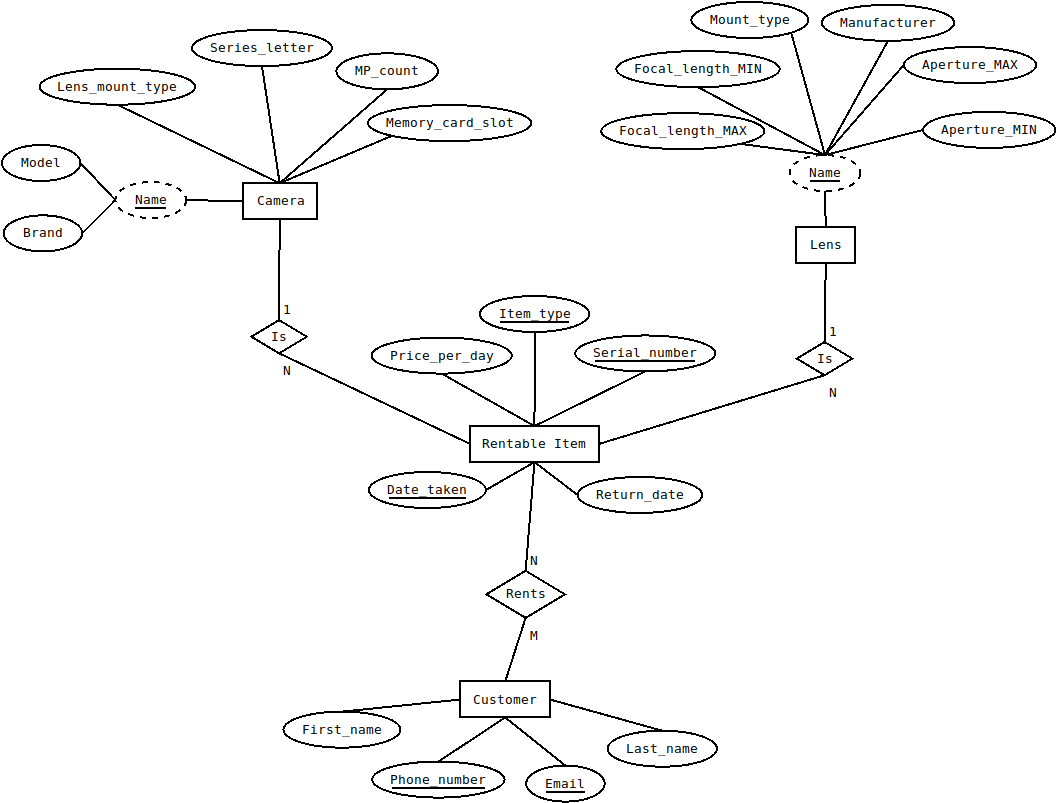 Mount_type
Manufacturer
Series_letter
Aperture_MAX
Focal_length_MIN
MP_count
Lens_mount_type
Memory_card_slot
Focal_length_MAX
Aperture_MIN
Model
Name
Name
Camera
Brand
Lens
1
Item_type
Is
1
Price_per_day
Serial_number
Is
N
N
Rentable Item
Date_taken
Return_date
N
Rents
M
Customer
First_name
Last_name
Phone_number
Email